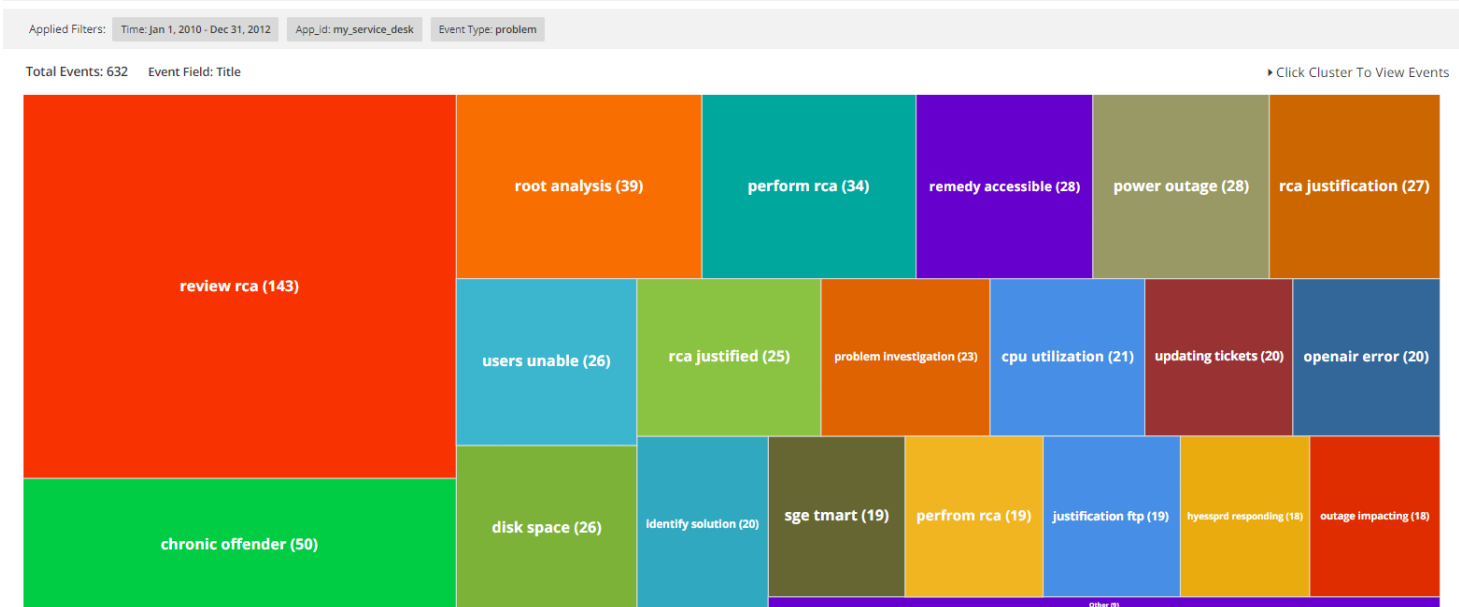 Applied Filters: Time: Jan 1, 2010 - Dec 31, 2012 App_id: my_service_desk Event Type: problem
Total Events: 632 Event Field: Title Click Cluster To View Events
root analysis (39) perform rca (34) remedy accessible (28) power outage (28) rca justification (27)
review rca (143)
users unable (26) rca justified (25) problem investigation (23) cpu utilization (21) updating tickets (20) openair error (20)
disk space (26) identify solution (20) sge tmart (19) perfrom rca (19) justification ftp (19) hyessprd responding (18) outage impacting (18)
chronic offender (50)
Other (9)